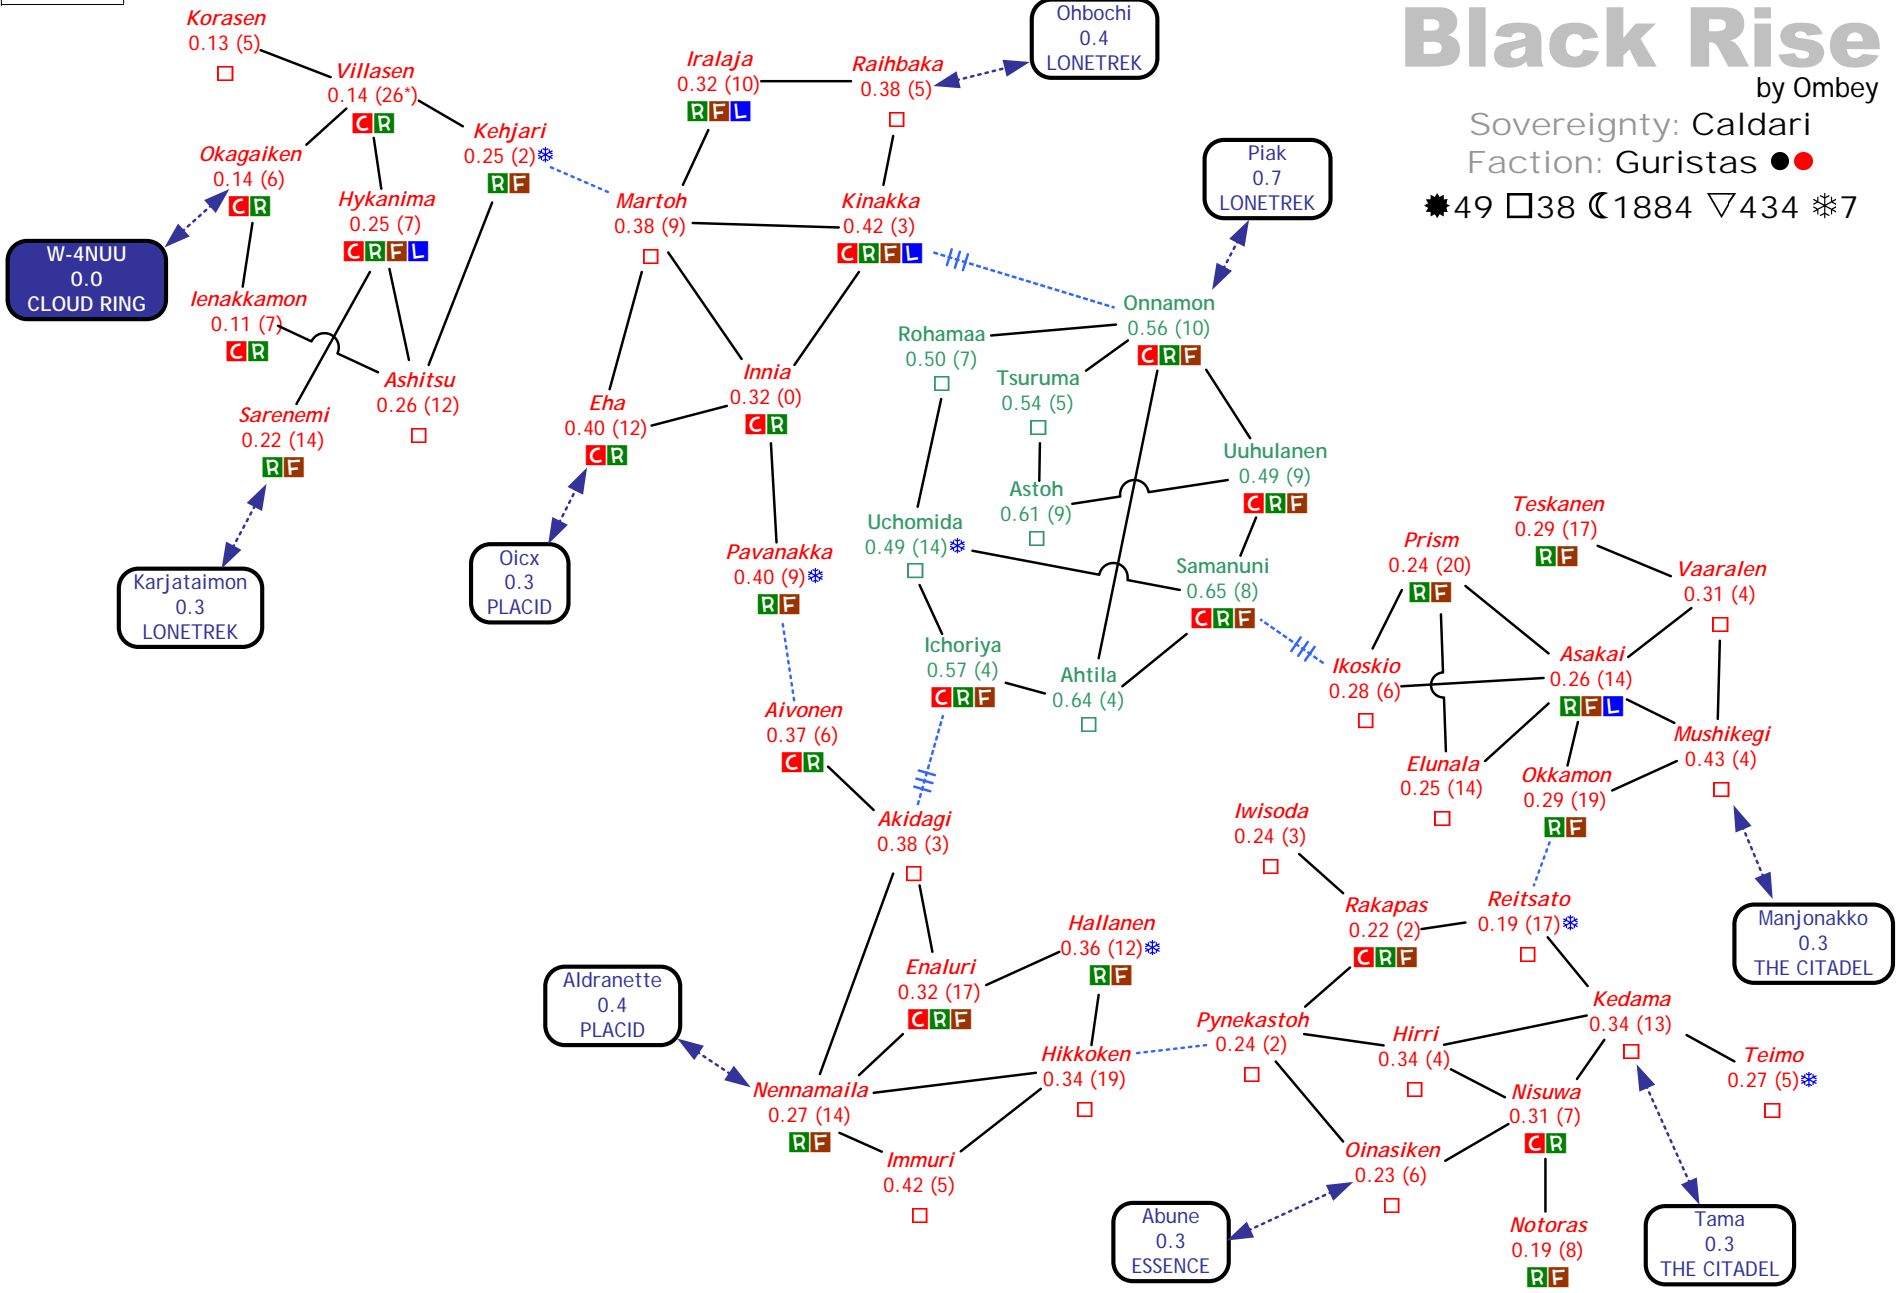 Black Rise
by Ombey
Sovereignty: Caldari
Faction: Guristas
49 38 1884 434 7
Korasen
0.13 (5)
Villasen
0.14 (26*)
C R
Kehjari
0.25 (2)
R F
Okagaiken
0.14 (6)
C R
Hykanima
0.25 (7)
C R F L
W-4NUU
0.0
CLOUD RING
Ienakkamon
0.11 (7)
C R
Ashitsu
0.26 (12)
Sarenemi
0.22 (14)
R F
Karjataimon
0.3
LONETREK
Iralaja
0.32 (10)
R F L
Raihbaka
0.38 (5)
Ohbochi
0.4
LONETREK
Martoh
0.38 (9)
Kinakka
0.42 (3)
C R F L
Piak
0.7
LONETREK
Innia
0.32 (0)
C R
Eha
0.40 (12)
C R
Oicx
0.3
PLACID
Pavanakka
0.40 (9)
R F
Onnamon
0.56 (10)
C R F
Rohamaa
0.50 (7)
Tsuruma
0.54 (5)
Uuhulanen
0.49 (9)
C R F
Astoh
0.61 (9)
Uchomida
0.49 (14)
Samanuni
0.65 (8)
C R F
Ichoriya
0.57 (4)
C R F
Ahtila
0.64 (4)
Teskanen
0.29 (17)
R F
Prism
0.24 (20)
R F
Vaaralen
0.31 (4)
Ikoskio
0.28 (6)
Asakai
0.26 (14)
R F L
Mushikegi
0.43 (4)
Elunala
0.25 (14)
Okkamon
0.29 (19)
R F
Manjonakko
0.3
THE CITADEL
Aivonen
0.37 (6)
C R
Akidagi
0.38 (3)
Iwisoda
0.24 (3)
Rakapas
0.22 (2)
C R F
Reitsato
0.19 (17)
Hallanen
0.36 (12)
R F
Enaluri
0.32 (17)
C R F
Aldranette
0.4
PLACID
Kedama
0.34 (13)
Pynekastoh
0.24 (2)
Hirri
0.34 (4)
Teimo
0.27 (5)
Hikkoken
0.34 (19)
Nennamaila
0.27 (14)
R F
Nisuwa
0.31 (7)
C R
Immuri
0.42 (5)
Oinasiken
0.23 (6)
Abune
0.3
ESSENCE
Notoras
0.19 (8)
R F
Tama
0.3
THE CITADEL